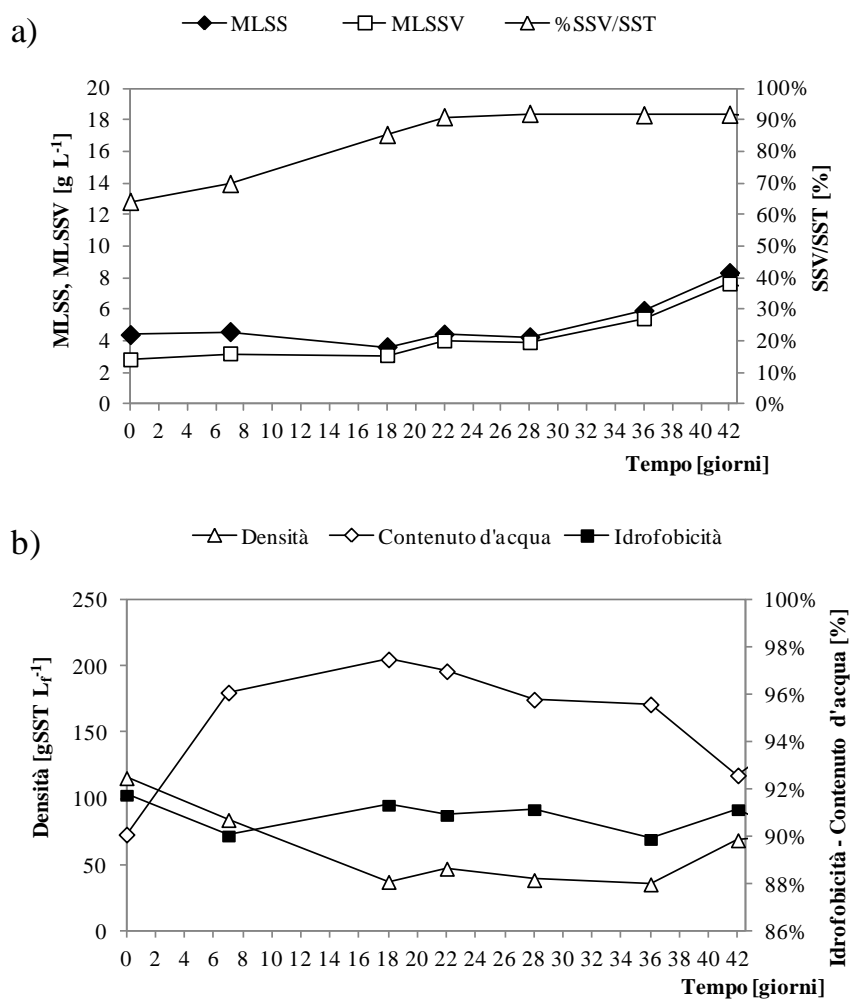 a)
MLSS MLSSV %SSV/SST
20 100%
18 90%
16 80%
14 70%
12 60%
10 50%
8 40%
6 30%
4 20%
2 10%
0 0%
MLSS, MLSSV [g L-1]
SSV/SST [%]
0 2 4 6 8 10 12 14 16 18 20 22 24 26 28 30 32 34 36 38 40 42
Tempo [giorni]
b)
Densità Contenuto d'acqua Idrofobicità
250 100%
98%
200 96%
150 94%
100 92%
90%
50 88%
0 86%
Densità [gSST Lf-1]
Idrofobicità - Contenuto d'acqua [%]
0 2 4 6 8 10 12 14 16 18 20 22 24 26 28 30 32 34 36 38 40 42
Tempo [giorni]